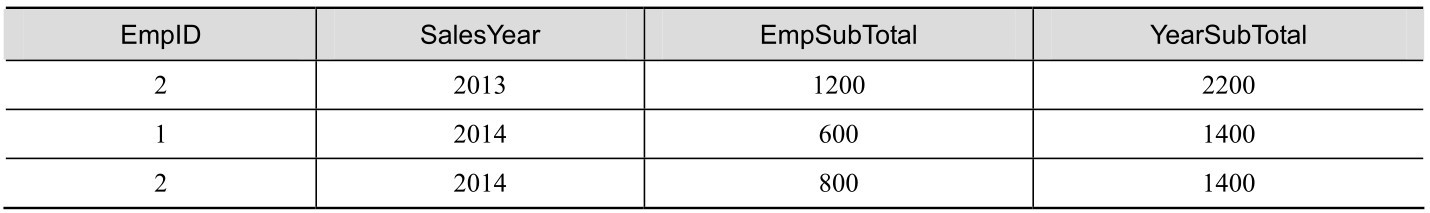 EmpID SalesYear EmpSubTotal YearSubTotal
2 2013 1200 2200
1 2014 600 1400
2 2014 800 1400